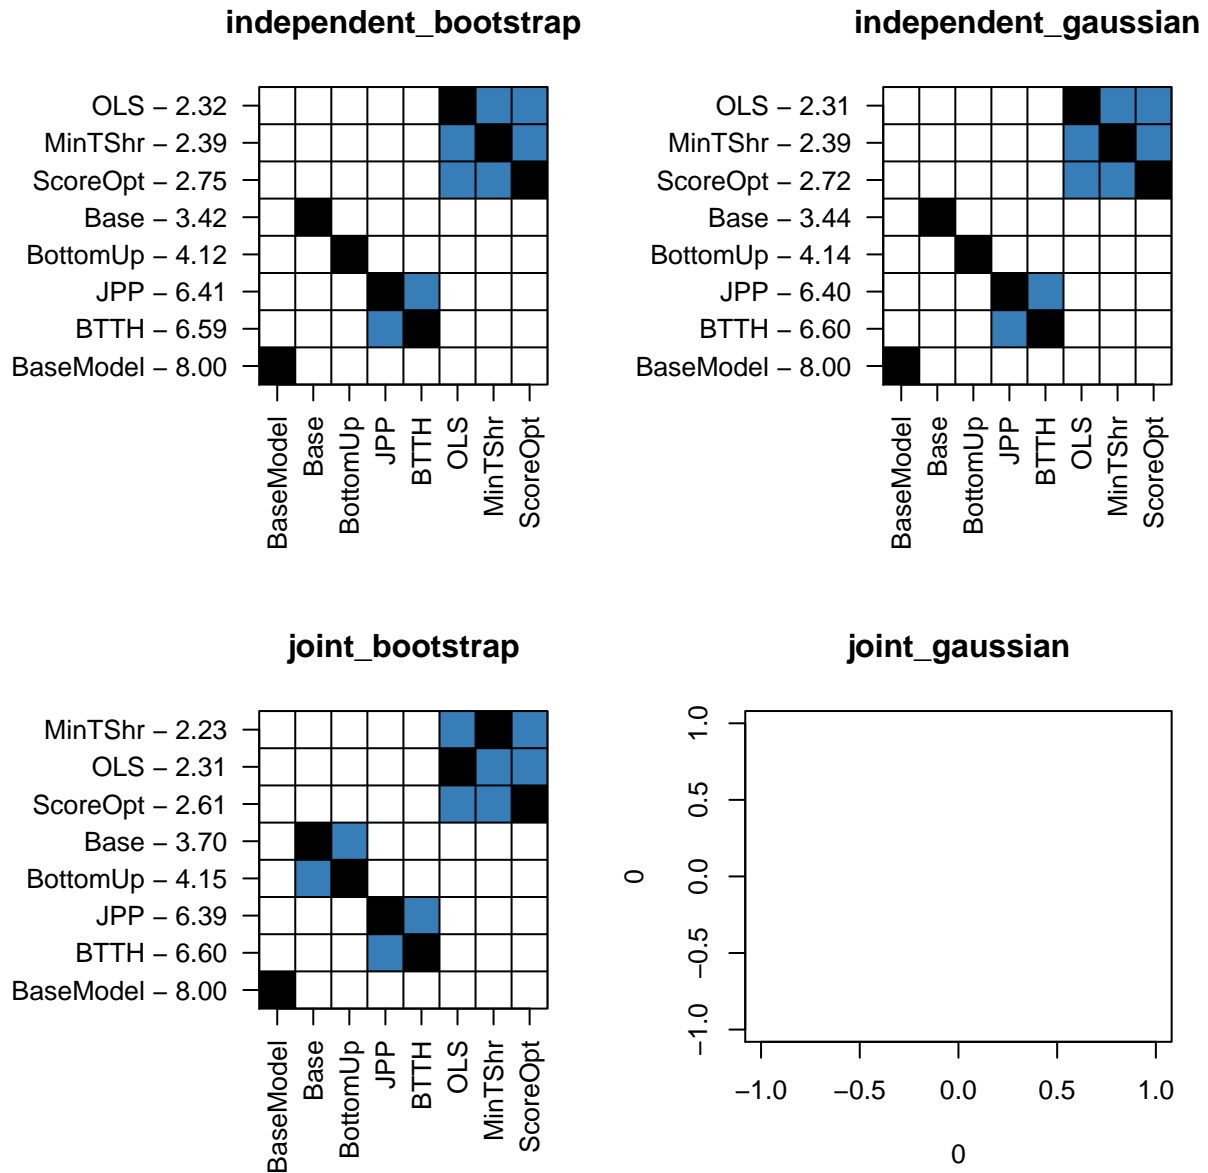 independent_bootstrap
OLS − 2.32
MinTShr − 2.39
ScoreOpt − 2.75
Base − 3.42
BottomUp − 4.12
JPP − 6.41
BTTH − 6.59
BaseModel − 8.00
BaseModel
Base
BottomUp
JPP
BTTH
OLS
MinTShr
ScoreOpt
independent_gaussian
OLS − 2.31
MinTShr − 2.39
ScoreOpt − 2.72
Base − 3.44
BottomUp − 4.14
JPP − 6.40
BTTH − 6.60
BaseModel − 8.00
BaseModel
Base
BottomUp
JPP
BTTH
OLS
MinTShr
ScoreOpt
joint_bootstrap
MinTShr − 2.23
OLS − 2.31
ScoreOpt − 2.61
Base − 3.70
BottomUp − 4.15
JPP − 6.39
BTTH − 6.60
BaseModel − 8.00
BaseModel
Base
BottomUp
JPP
BTTH
OLS
MinTShr
ScoreOpt
joint_gaussian
1.0
0.5
0.0
−0.5
−1.0
0
−1.0 −0.5 0.0 0.5 1.0
0